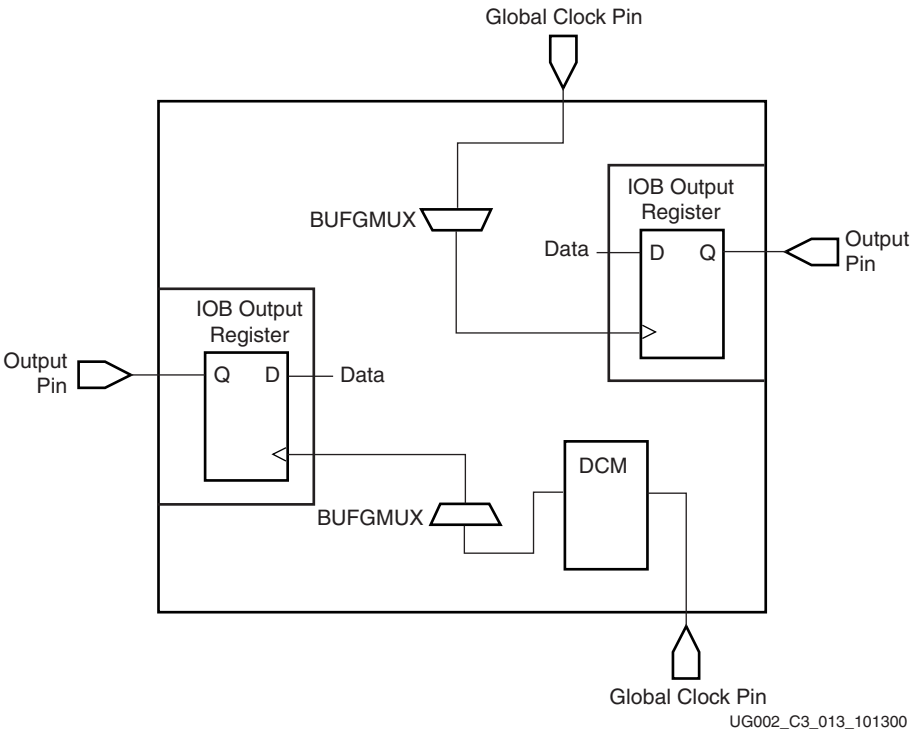 Global Clock Pin
IOB Output
Register
BUFGMUX
Data
D
Q
Output
Pin
IOB Output
Register
Output
Pin
Q
D
Data
DCM
BUFGMUX
Global Clock Pin
UG002_C3_013_101300